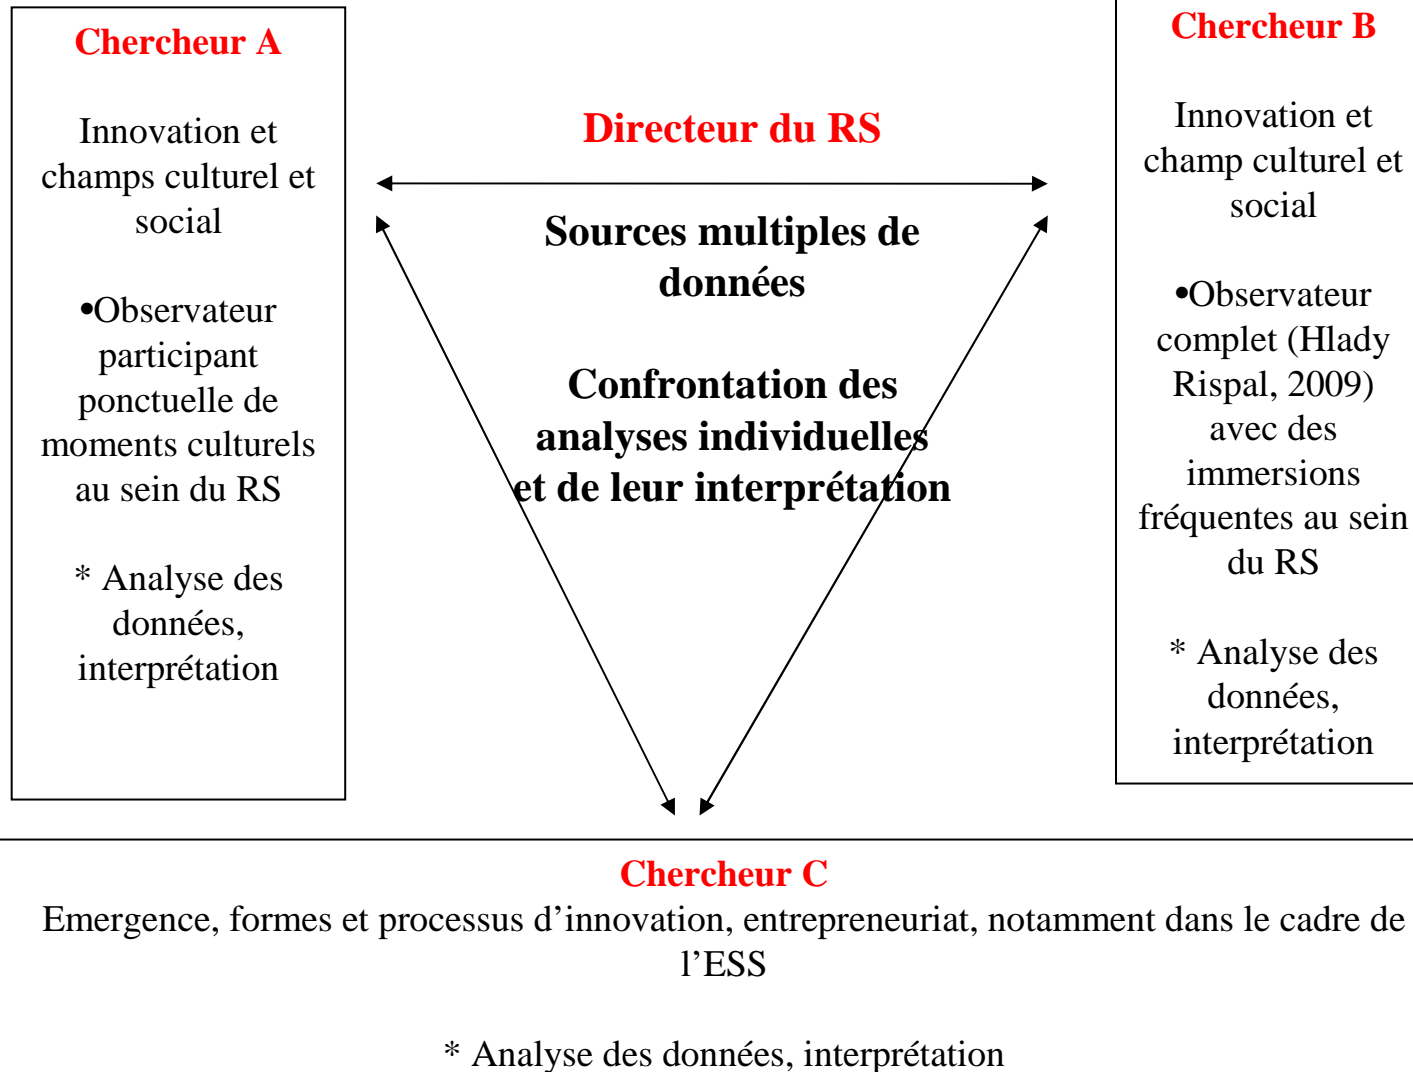 Chercheur A
Innovation et
champs culturel et
social
•Observateur
participant
ponctuelle de
moments culturels
au sein du RS
* Analyse des
données,
interprétation
Directeur du RS
Sources multiples de
données
Confrontation des
analyses individuelles
et de leur interprétation
Chercheur B
Innovation et
champ culturel et
social
•Observateur
complet (Hlady
Rispal, 2009)
avec des
immersions
fréquentes au sein
du RS
* Analyse des
données,
interprétation
Chercheur C
Emergence, formes et processus d’innovation, entrepreneuriat, notamment dans le cadre de
l’ESS
* Analyse des données, interprétation